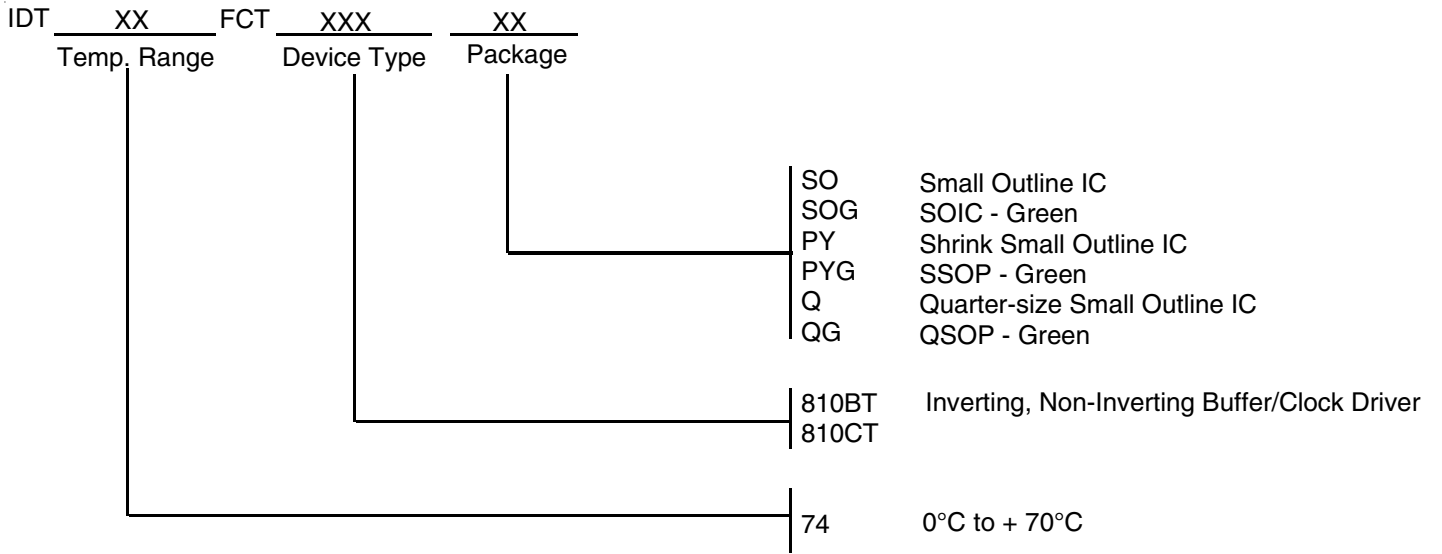 IDT XX FCT XXX XX
Temp. Range Device Type Package
SO Small Outline IC
SOG SOIC - Green
PY Shrink Small Outline IC
PYG SSOP - Green
Q Quarter-size Small Outline IC
QG QSOP - Green
810BT Inverting, Non-Inverting Buffer/Clock Driver
810CT
74 0°C to + 70°C